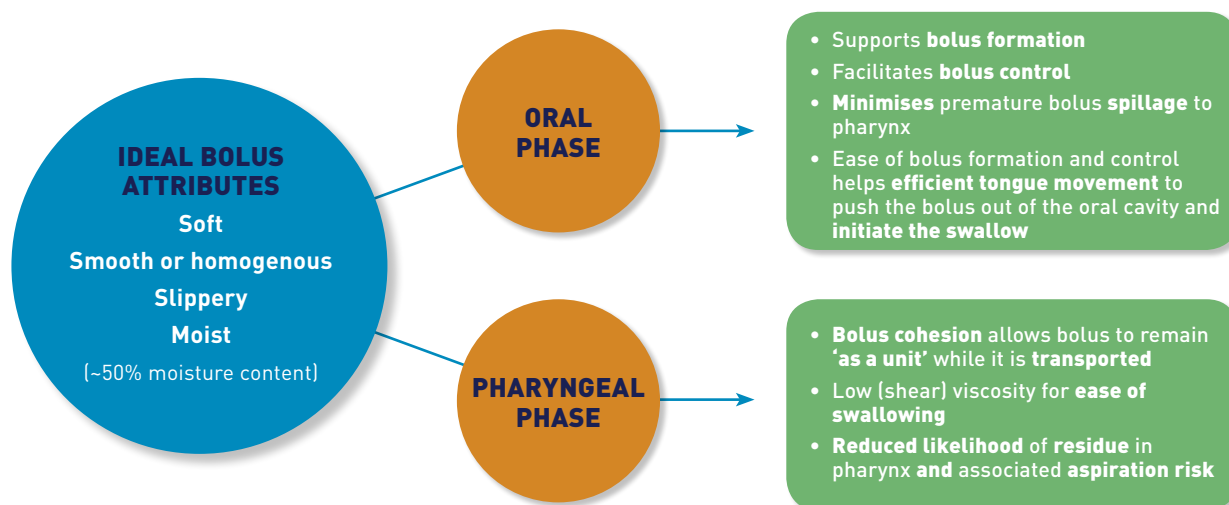 IDEAL BOLUS
ATTRIBUTES
Soft
Smooth or homogenous
Slippery
Moist
(~50% moisture content)
ORAL
PHASE
• Supports bolus formation
• Facilitates bolus control
• Minimises premature bolus spillage to
pharynx
• Ease of bolus formation and control
helps efficient tongue movement to
push the bolus out of the oral cavity and
initiate the swallow
PHARYNGEAL
PHASE
• Bolus cohesion allows bolus to remain
‘as a unit’ while it is transported
• Low (shear) viscosity for ease of
swallowing
• Reduced likelihood of residue in
pharynx and associated aspiration risk